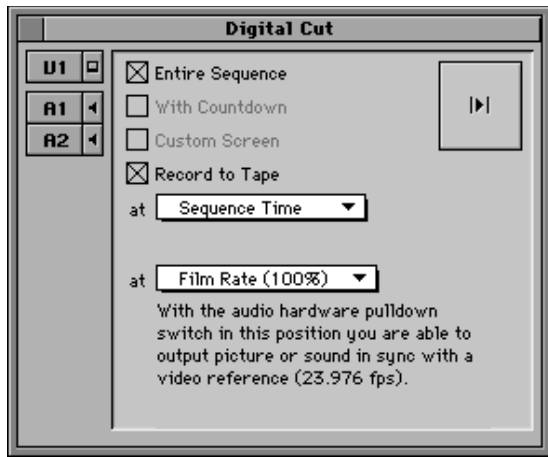 Digital Cut
V1
A1
A2
Entire Sequence
With Countdown
Custom Screen
Record to Tape
at Sequence Time
at Film Rate (100%)
With the audio hardware pulldown
switch in this position you are able to
output picture or sound in sync with a
video reference (23.976 fps).